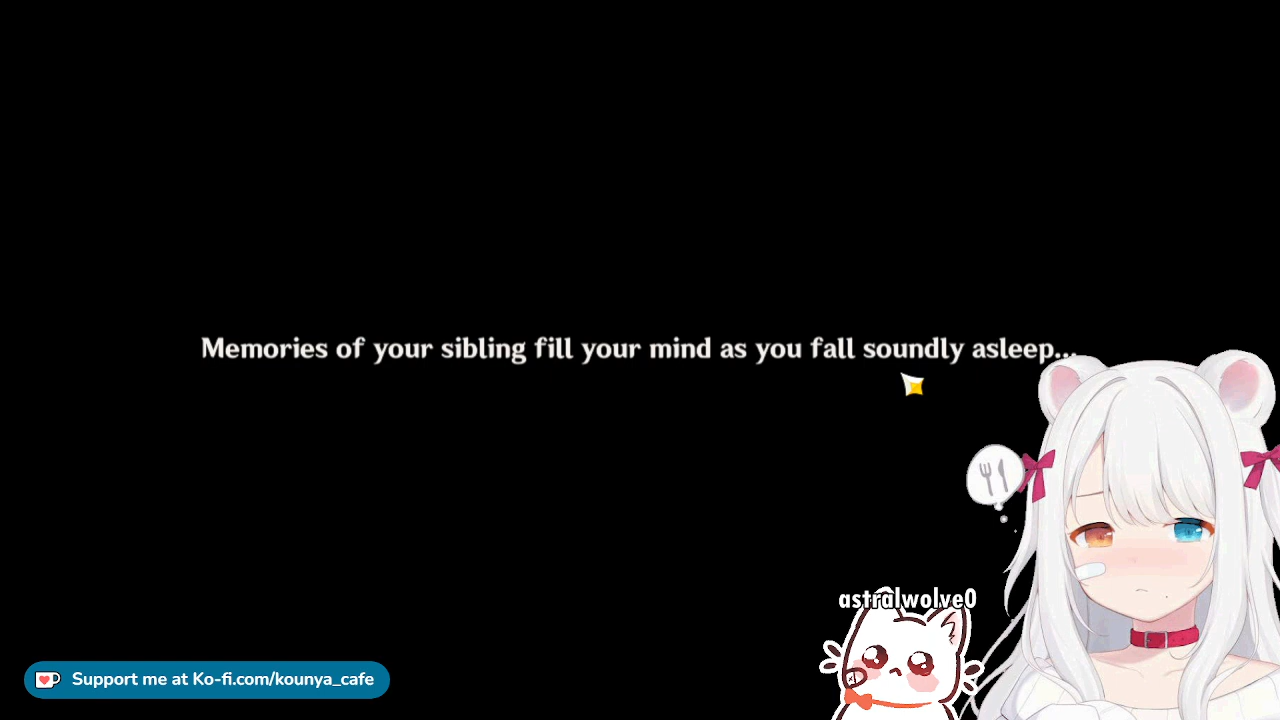 Memories of your sibling fill your mind as you fall soundly asleep...
astralwolve0
Support me at Ko-fi.com/kounya_cafe